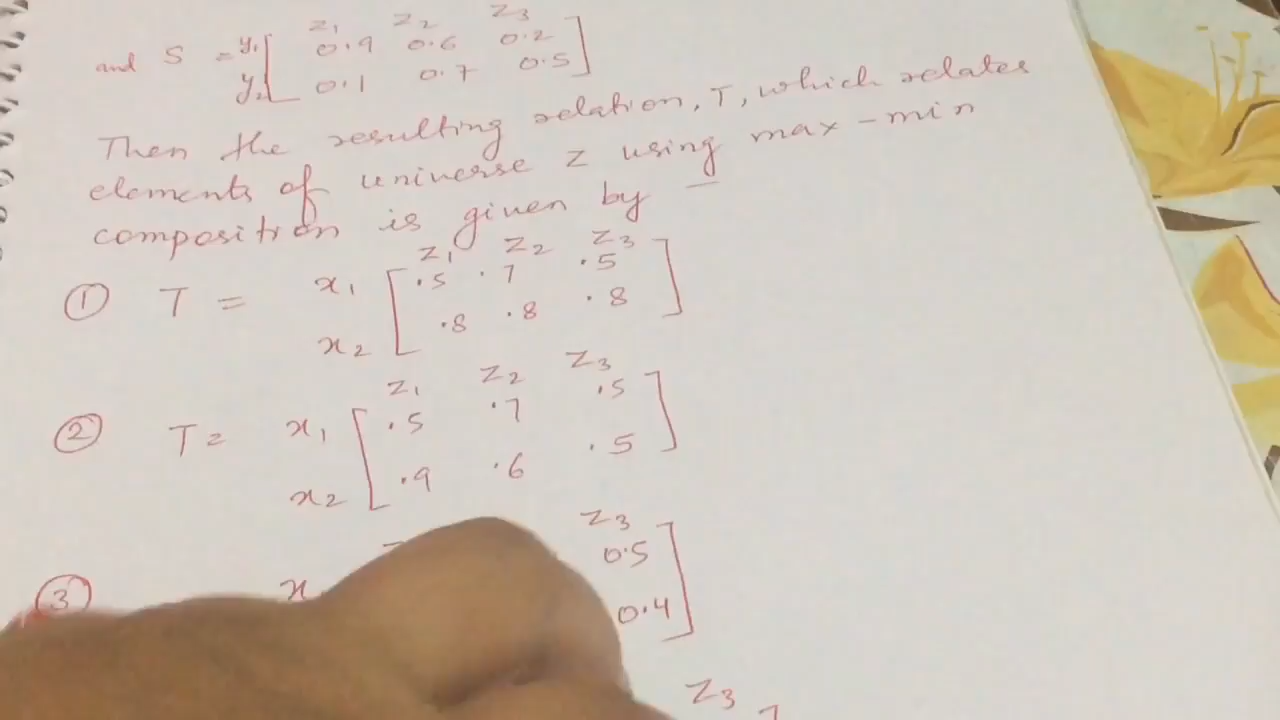 z1 z2 z3
and S = y1[ 0.9 0.6 0.2 ]
y2 0.1 0.7 0.5
Then the resulting relation, T, which relates
elements of universe z using max - min
composition is given by —
z1 z2 z3
① T = x1 [ .5 .7 .5 ]
x2 .8 .8 .8
z1 z2 z3
② T = x1 [ .5 .7 .5 ]
x2 .9 .6 .5
z3
③ x 0.5 ]
0.4
z3